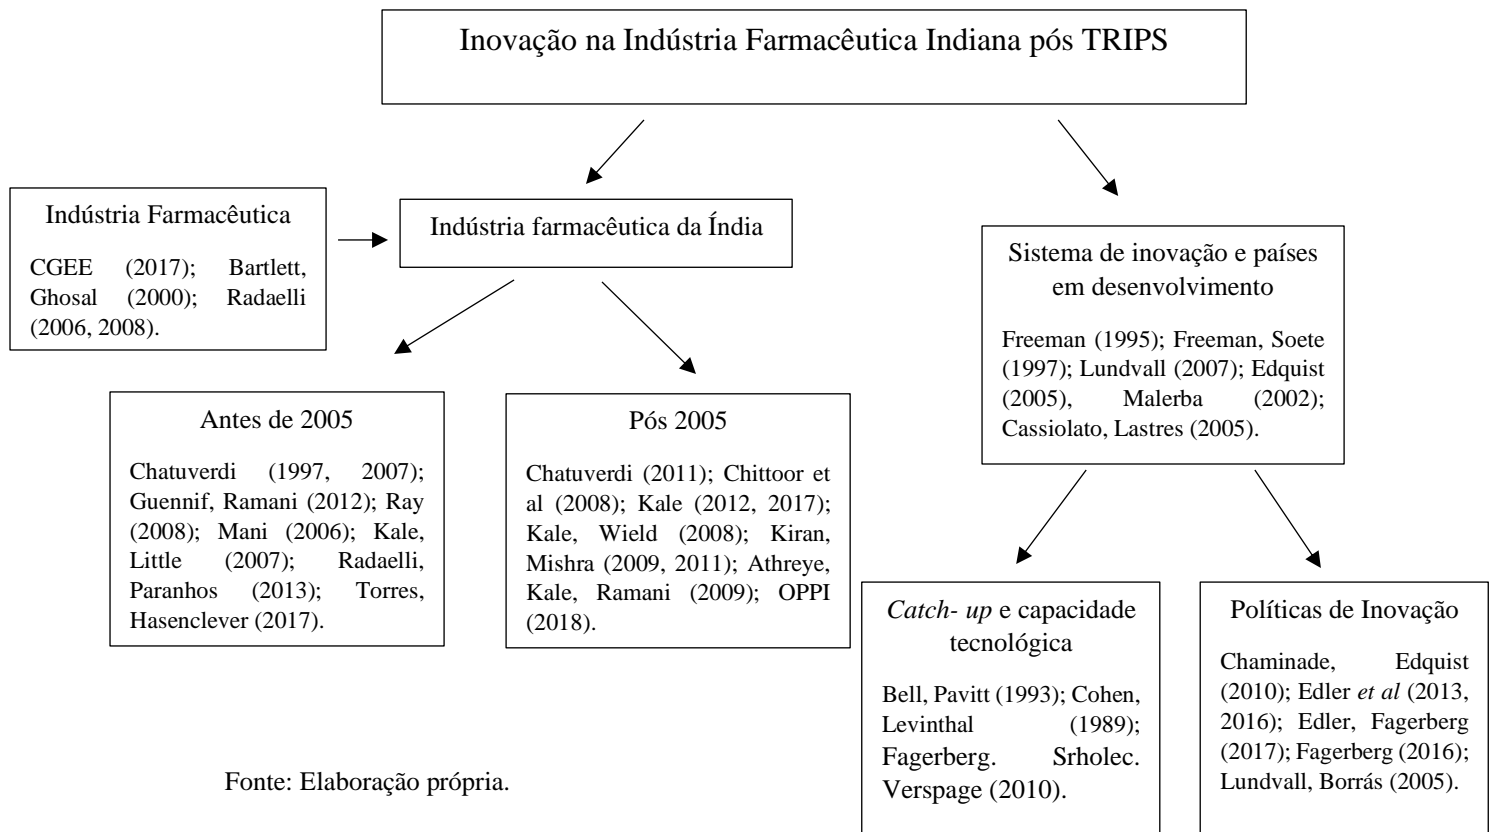 Inovação na Indústria Farmacêutica Indiana pós TRIPS
Indústria Farmacêutica
CGEE (2017); Bartlett,
Ghosal (2000); Radaelli
(2006, 2008).
Indústria farmacêutica da Índia
Sistema de inovação e países
em desenvolvimento
Freeman (1995); Freeman, Soete
(1997); Lundvall (2007); Edquist
(2005), Malerba (2002);
Cassiolato, Lastres (2005).
Antes de 2005
Chatuverdi (1997, 2007);
Guennif, Ramani (2012); Ray
(2008); Mani (2006); Kale,
Little (2007); Radaelli,
Paranhos (2013); Torres,
Hasenclever (2017).
Pós 2005
Chatuverdi (2011); Chittoor et
al (2008); Kale (2012, 2017);
Kale, Wield (2008); Kiran,
Mishra (2009, 2011); Athreye,
Kale, Ramani (2009); OPPI
(2018).
Catch- up e capacidade
tecnológica
Bell, Pavitt (1993); Cohen,
Levinthal (1989);
Fagerberg. Srholec.
Verspage (2010).
Políticas de Inovação
Chaminade, Edquist
(2010); Edler et al (2013,
2016); Edler, Fagerberg
(2017); Fagerberg (2016);
Lundvall, Borrás (2005).
Fonte: Elaboração própria.